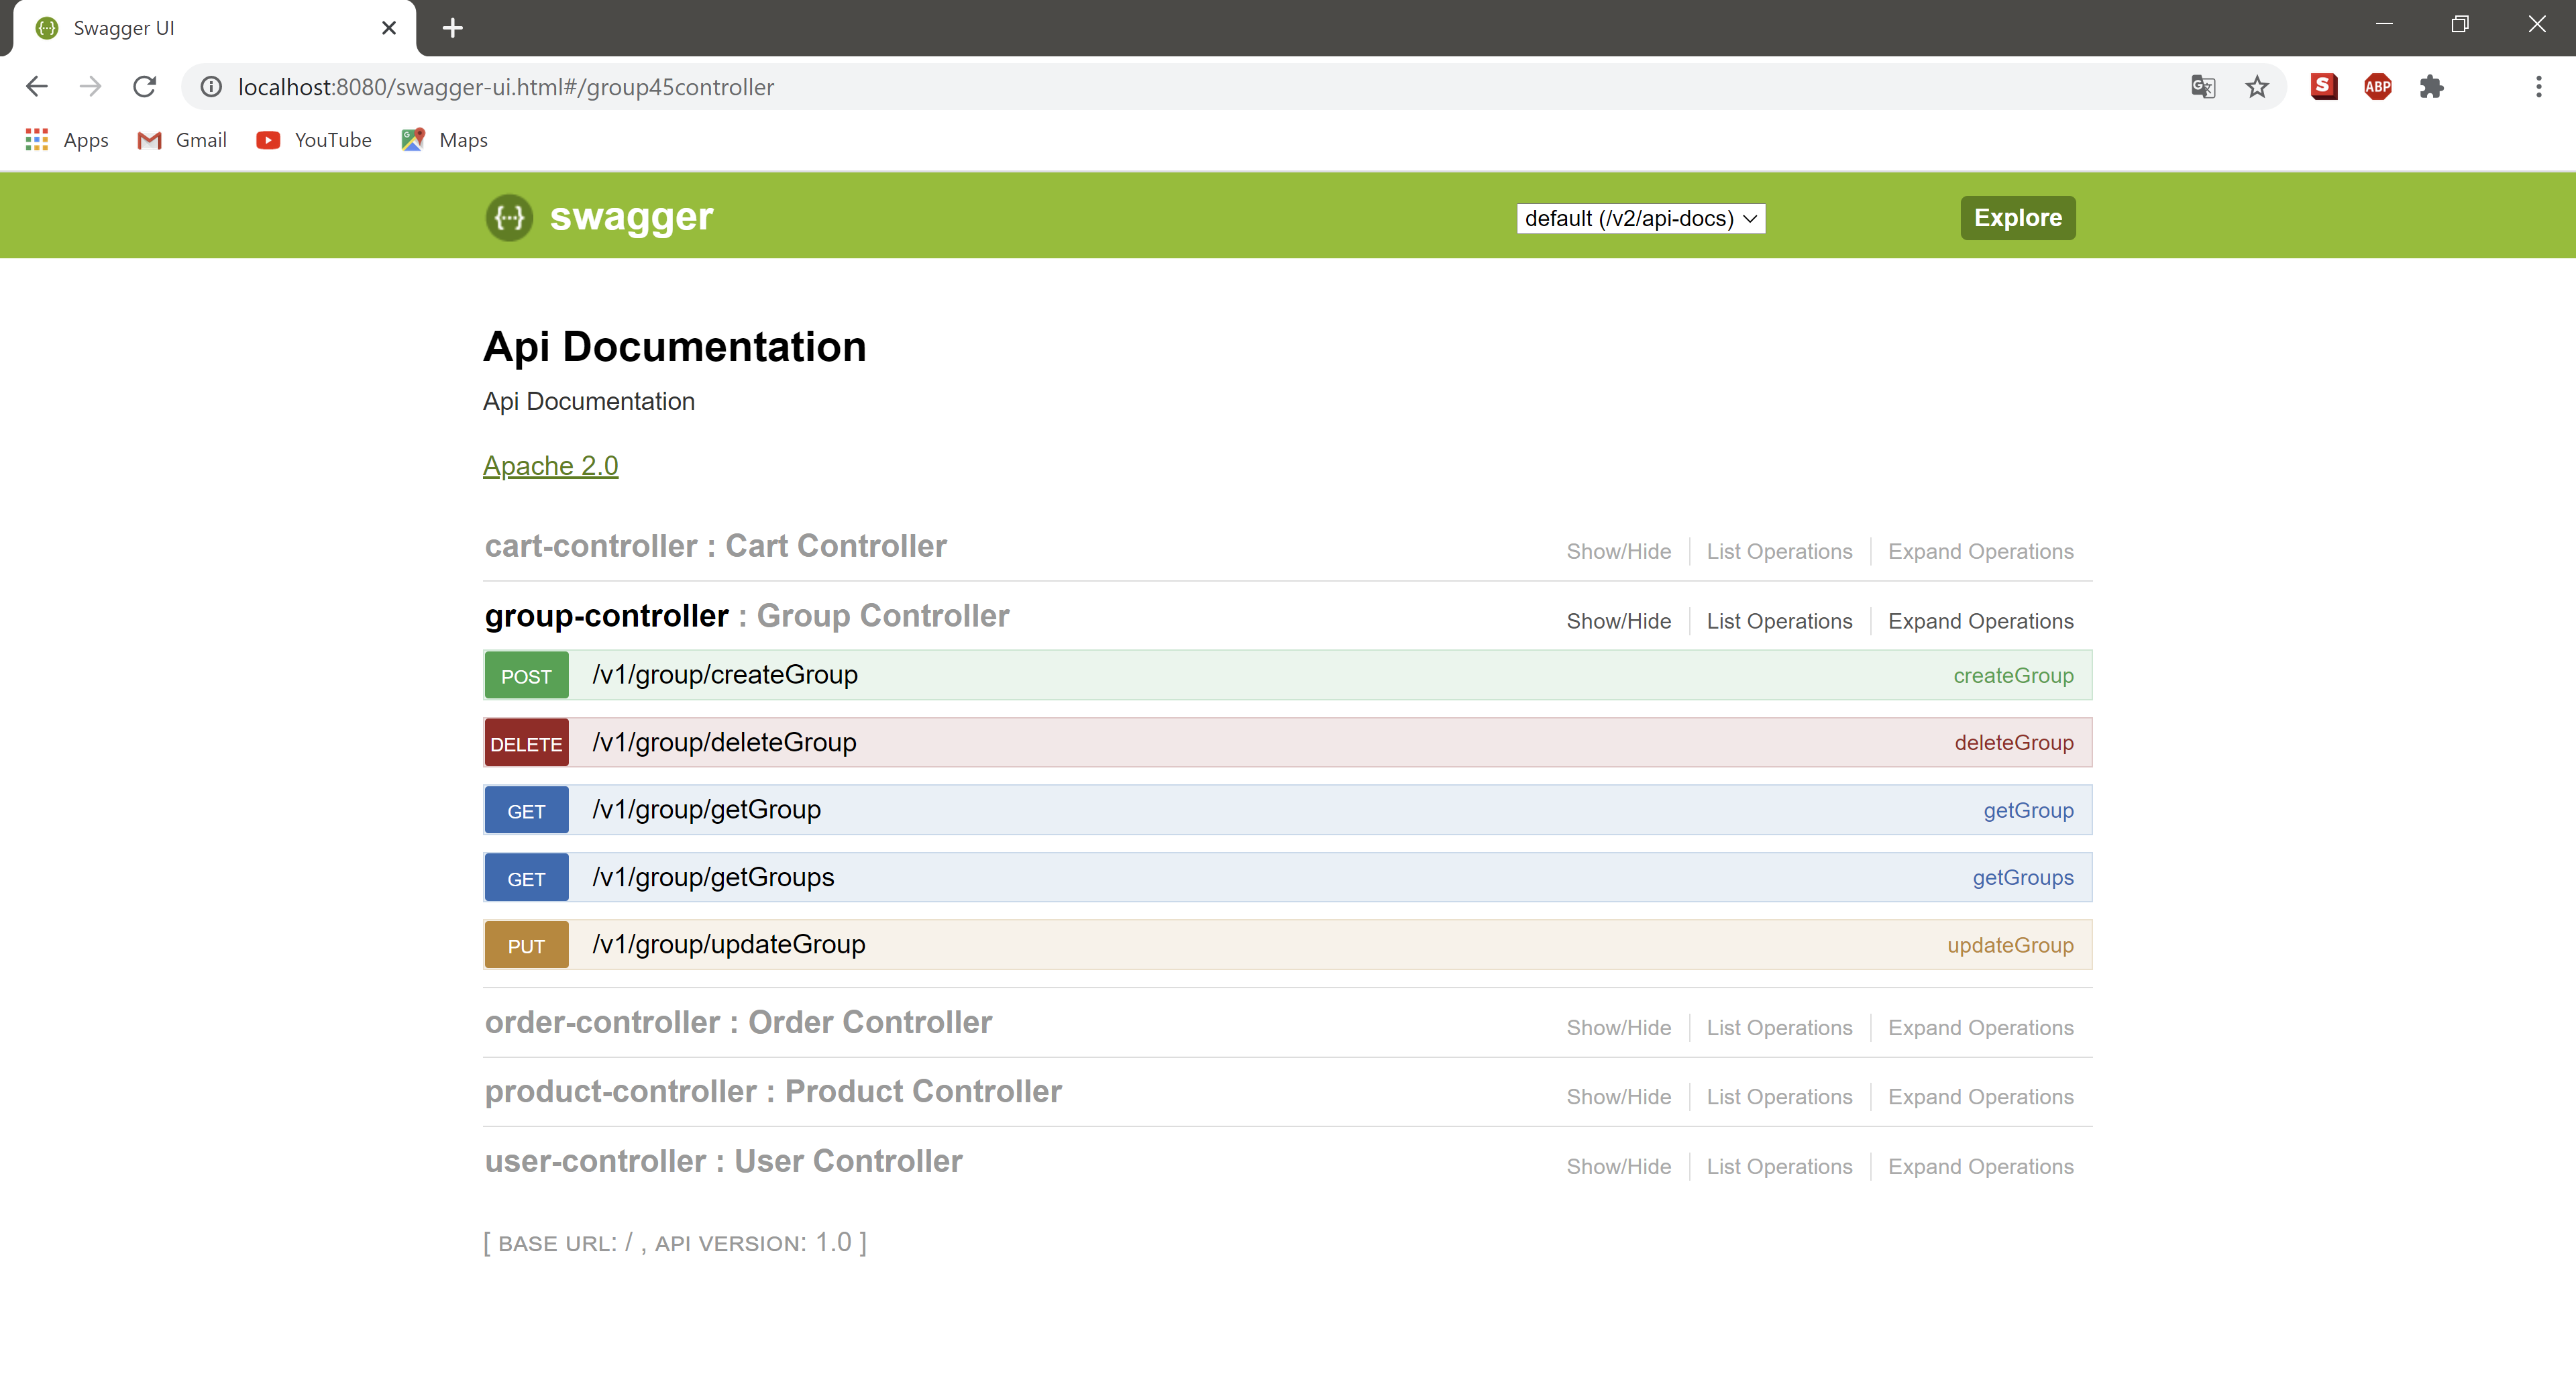 Swagger UI
localhost:8080/swagger-ui.html#/group45controller
Apps Gmail YouTube Maps
swagger default (/v2/api-docs) Explore
Api Documentation
Api Documentation
Apache 2.0
cart-controller : Cart Controller Show/Hide List Operations Expand Operations
group-controller : Group Controller Show/Hide List Operations Expand Operations
POST /v1/group/createGroup createGroup
DELETE /v1/group/deleteGroup deleteGroup
GET /v1/group/getGroup getGroup
GET /v1/group/getGroups getGroups
PUT /v1/group/updateGroup updateGroup
order-controller : Order Controller Show/Hide List Operations Expand Operations
product-controller : Product Controller Show/Hide List Operations Expand Operations
user-controller : User Controller Show/Hide List Operations Expand Operations
[ BASE URL: / , API VERSION: 1.0 ]